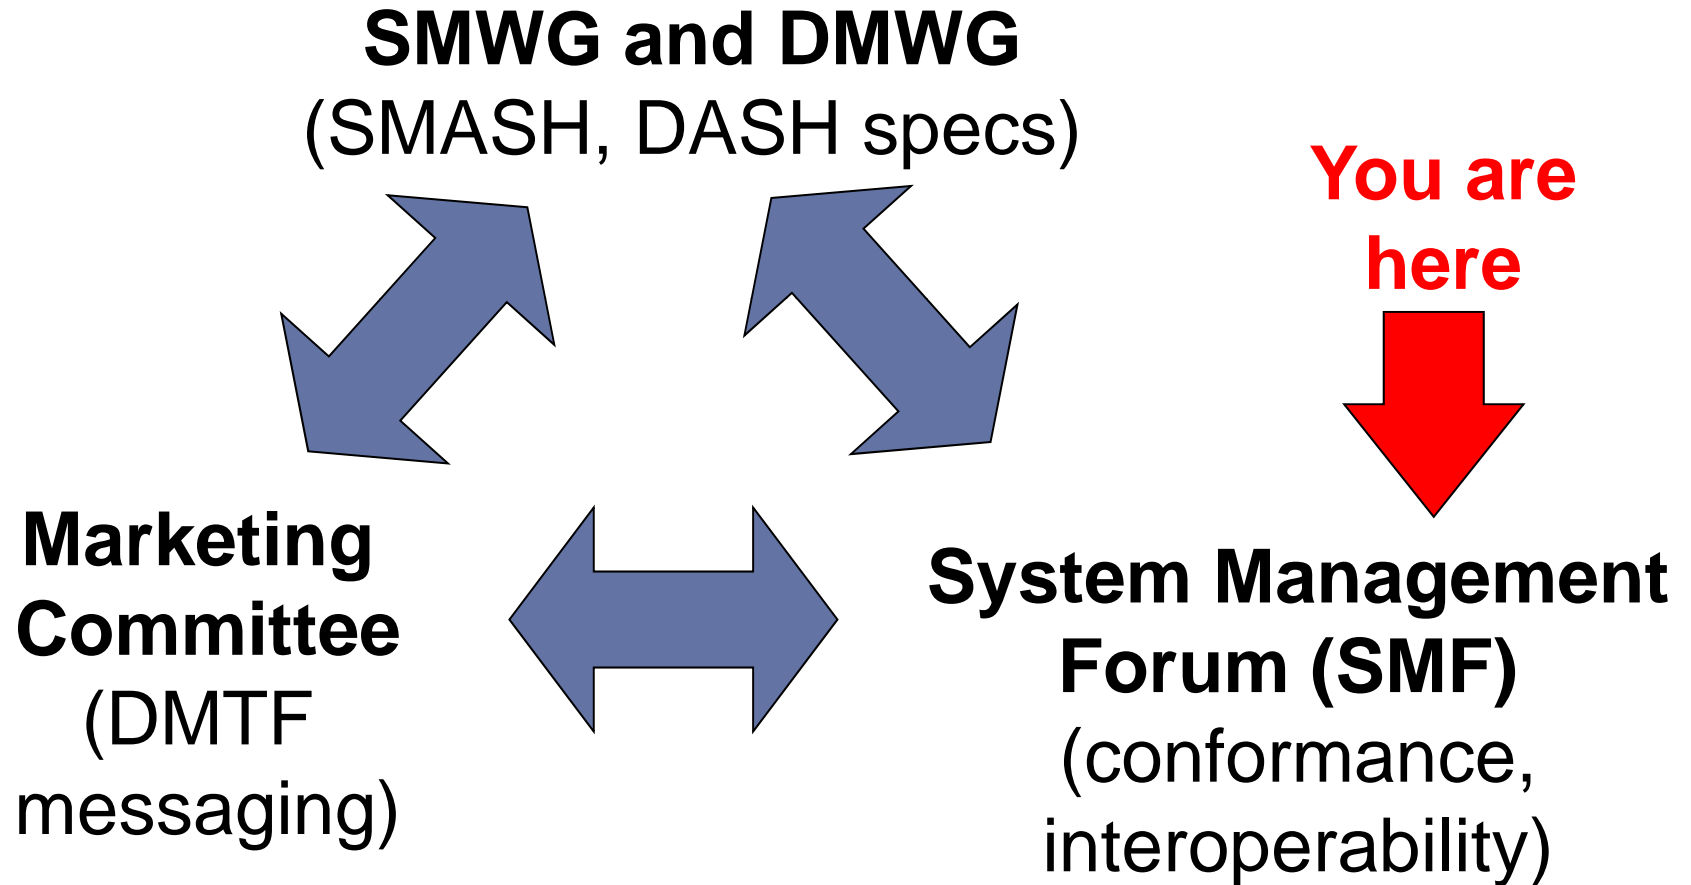 SMWG and DMWG
(SMASH, DASH specs)
You are
here
Marketing
Committee
(DMTF
messaging)
System Management
Forum (SMF)
(conformance,
interoperability)